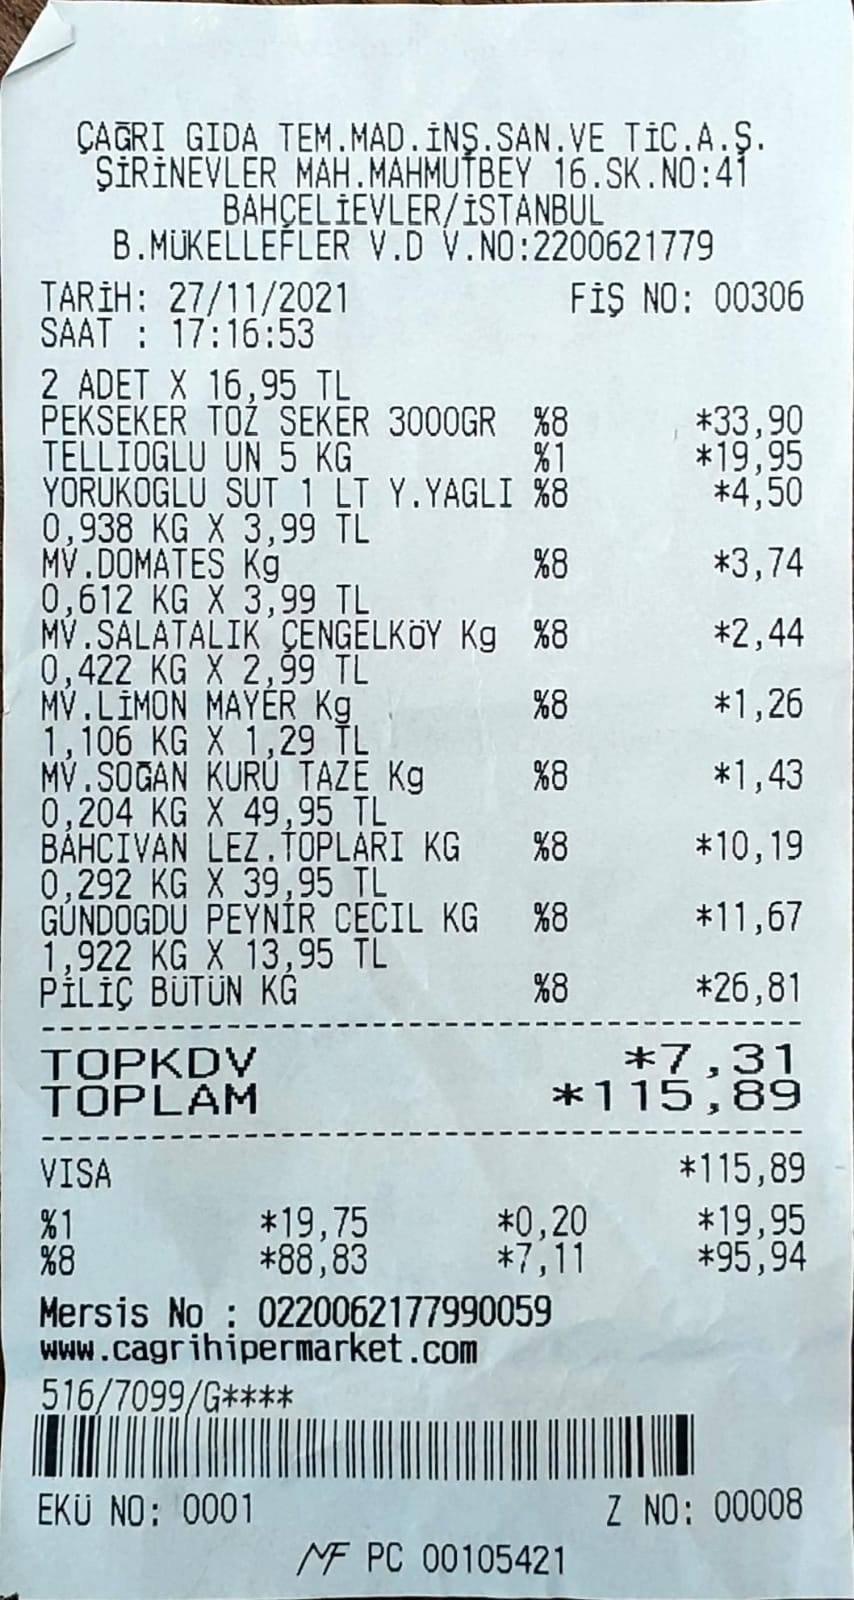 ÇAĞRI GIDA TEM.MAD.İNŞ.SAN.VE TİC.A.Ş.
ŞİRİNEVLER MAH.MAHMUTBEY 16.SK.NO:41
BAHÇELİEVLER/İSTANBUL
B.MÜKELLEFLER V.D V.NO:2200621779
TARİH: 27/11/2021 FİŞ NO: 00306
SAAT : 17:16:53
2 ADET X 16,95 TL
PEKSEKER TOZ SEKER 3000GR %8 *33,90
TELLIOGLU UN 5 KG %1 *19,95
YORUKOGLU SUT 1 LT Y.YAGLI %8 *4,50
0,938 KG X 3,99 TL
MV.DOMATES Kg %8 *3,74
0,612 KG X 3,99 TL
MV.SALATALIK ÇENGELKÖY Kg %8 *2,44
0,422 KG X 2,99 TL
MV.LİMON MAYER Kg %8 *1,26
1,106 KG X 1,29 TL
MV.SOĞAN KURU TAZE Kg %8 *1,43
0,204 KG X 49,95 TL
BAHCIVAN LEZ.TOPLARI KG %8 *10,19
0,292 KG X 39,95 TL
GUNDOGDU PEYNİR CECIL KG %8 *11,67
1,922 KG X 13,95 TL
PİLİÇ BÜTÜN KG %8 *26,81
TOPKDV *7,31
TOPLAM *115,89
VISA *115,89
%1 *19,75 *0,20 *19,95
%8 *88,83 *7,11 *95,94
Mersis No : 0220062177990059
www.cagrihipermarket.com
516/7099/G****
EKÜ NO: 0001 Z NO: 00008
MF PC 00105421